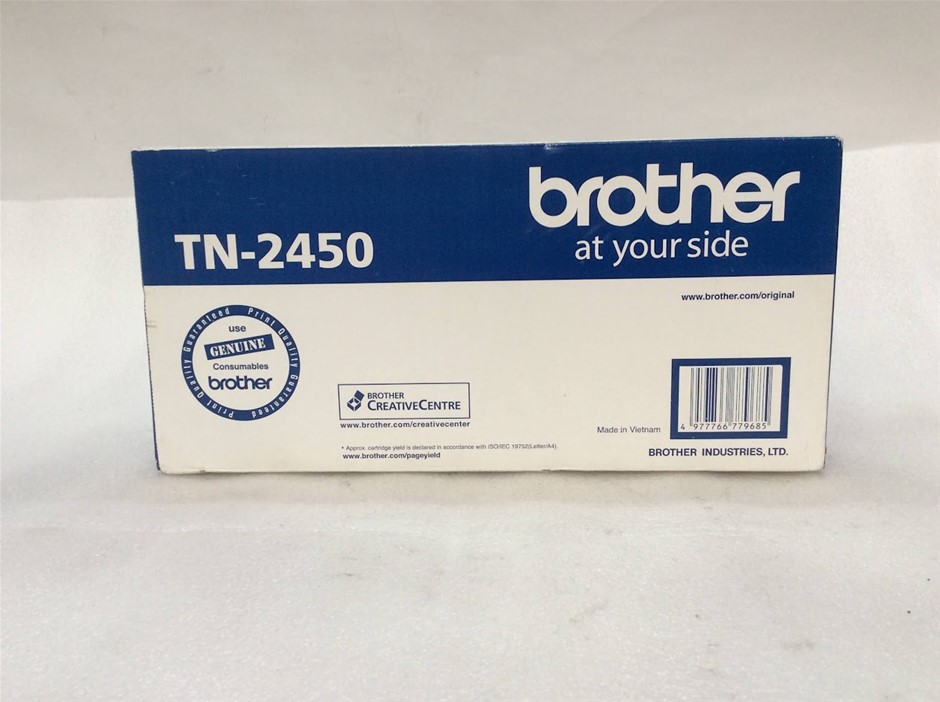 brother
at your side
TN-2450
www.brother.com/original
Print Quality Guaranteed Print Quality Guaranteed
use
GENUINE
Consumables
brother
BROTHER
CREATIVECENTRE
www.brother.com/creativecenter
Made in Vietnam
4 977766 779685
* Approx. cartridge yield is declared in accordance with ISO/IEC 19752(Letter/A4).
www.brother.com/pageyield
BROTHER INDUSTRIES, LTD.